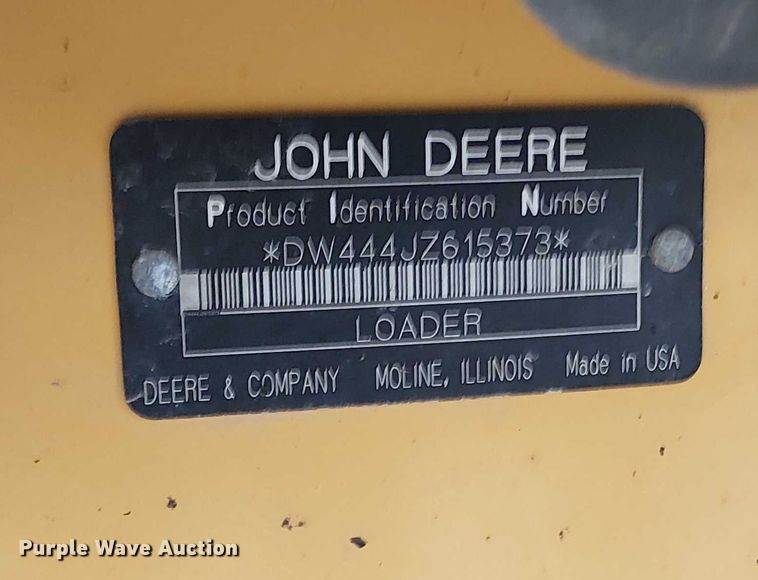 JOHN DEERE
Product Identification Number
*DW444JZ615373*
LOADER
DEERE & COMPANY MOLINE, ILLINOIS Made in USA
Purple Wave Auction